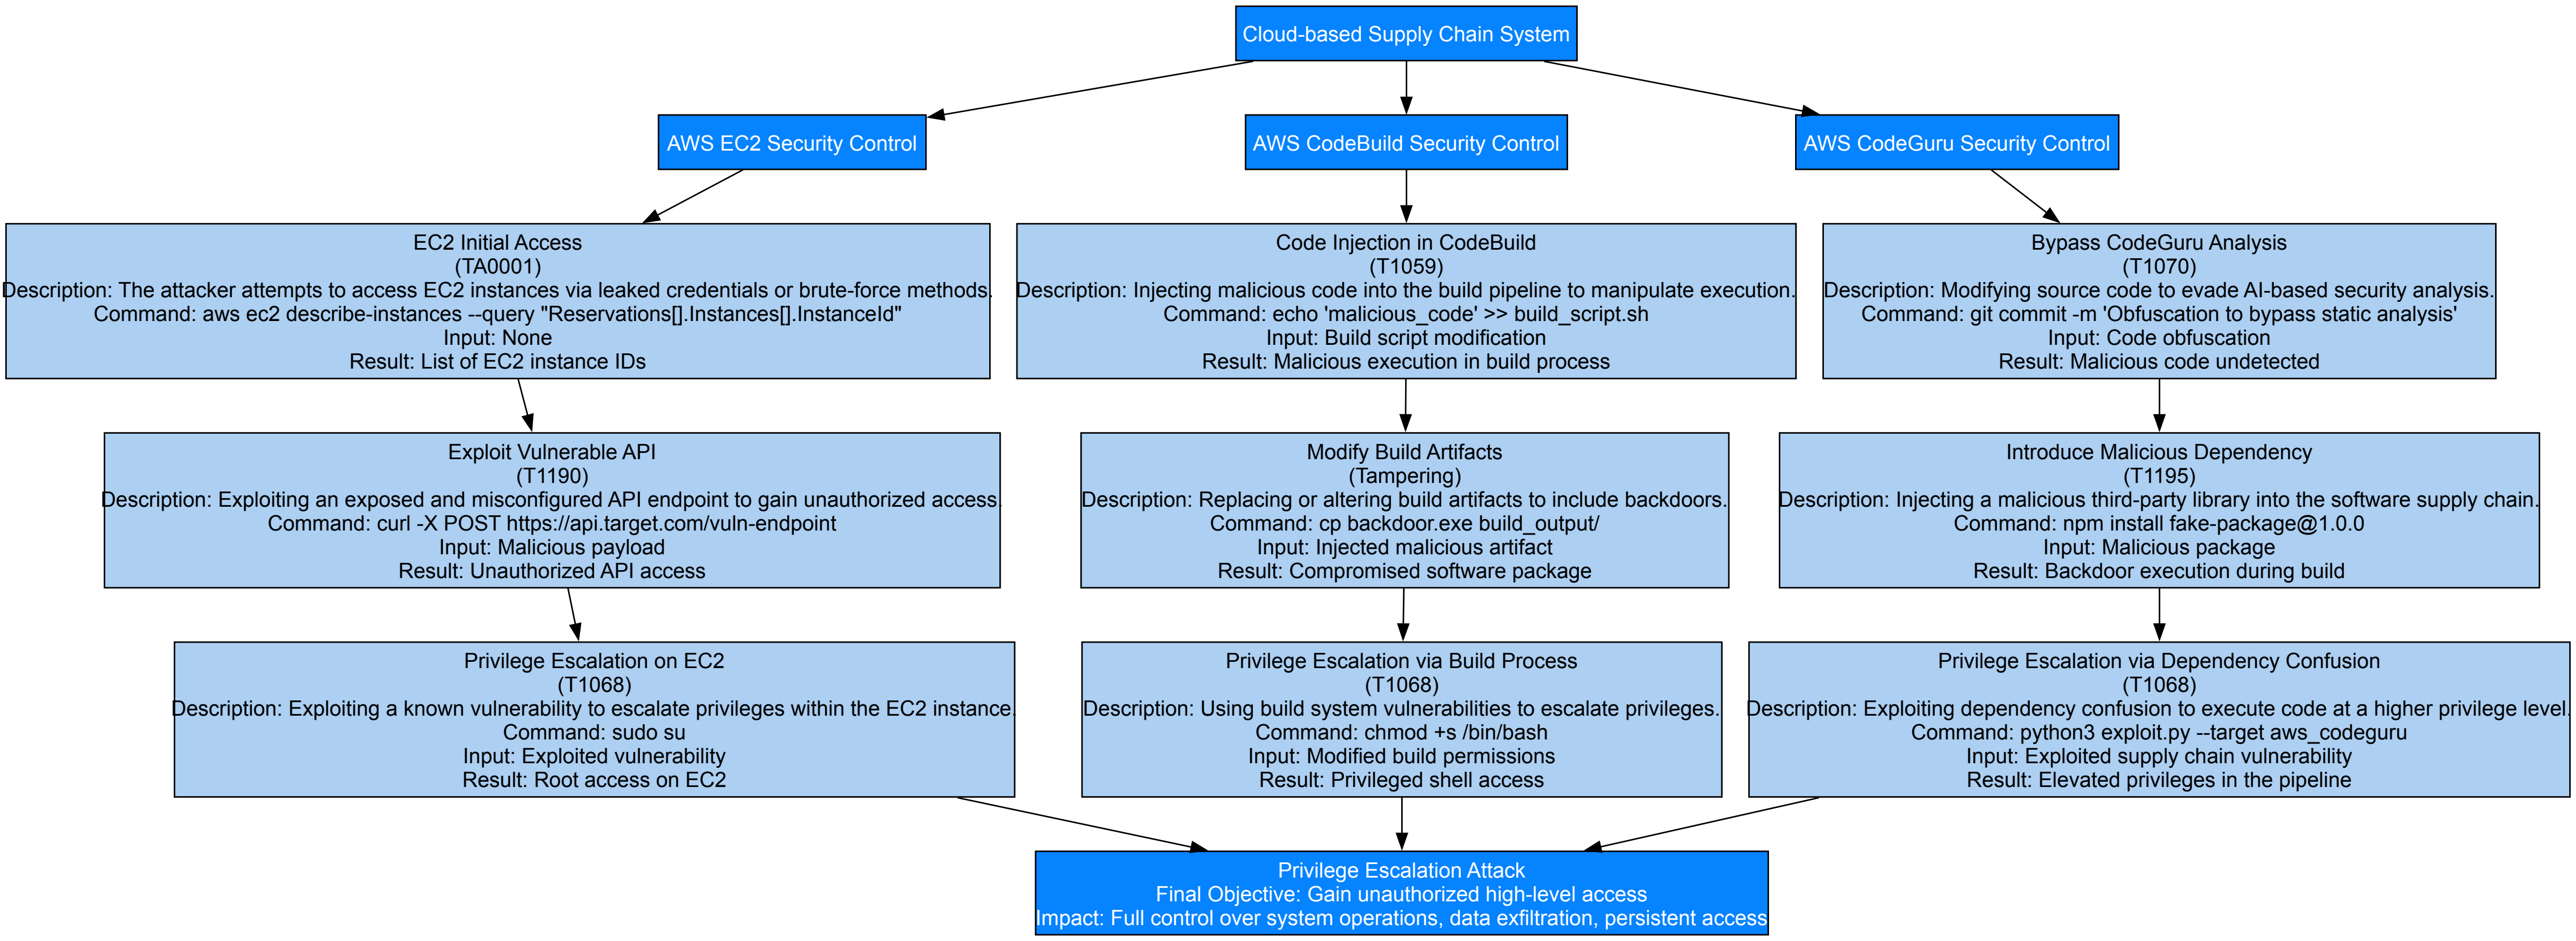 Cloud-based Supply Chain System
AWS EC2 Security Control
AWS CodeBuild Security Control
AWS CodeGuru Security Control
EC2 Initial Access
(TA0001)
Description: The attacker attempts to access EC2 instances via leaked credentials or brute-force methods.
Command: aws ec2 describe-instances --query "Reservations[].Instances[].InstanceId"
Input: None
Result: List of EC2 instance IDs
Code Injection in CodeBuild
(T1059)
Description: Injecting malicious code into the build pipeline to manipulate execution.
Command: echo 'malicious_code' >> build_script.sh
Input: Build script modification
Result: Malicious execution in build process
Bypass CodeGuru Analysis
(T1070)
Description: Modifying source code to evade AI-based security analysis.
Command: git commit -m 'Obfuscation to bypass static analysis'
Input: Code obfuscation
Result: Malicious code undetected
Exploit Vulnerable API
(T1190)
Description: Exploiting an exposed and misconfigured API endpoint to gain unauthorized access.
Command: curl -X POST https://api.target.com/vuln-endpoint
Input: Malicious payload
Result: Unauthorized API access
Modify Build Artifacts
(Tampering)
Description: Replacing or altering build artifacts to include backdoors.
Command: cp backdoor.exe build_output/
Input: Injected malicious artifact
Result: Compromised software package
Introduce Malicious Dependency
(T1195)
Description: Injecting a malicious third-party library into the software supply chain.
Command: npm install fake-package@1.0.0
Input: Malicious package
Result: Backdoor execution during build
Privilege Escalation on EC2
(T1068)
Description: Exploiting a known vulnerability to escalate privileges within the EC2 instance.
Command: sudo su
Input: Exploited vulnerability
Result: Root access on EC2
Privilege Escalation via Build Process
(T1068)
Description: Using build system vulnerabilities to escalate privileges.
Command: chmod +s /bin/bash
Input: Modified build permissions
Result: Privileged shell access
Privilege Escalation via Dependency Confusion
(T1068)
Description: Exploiting dependency confusion to execute code at a higher privilege level.
Command: python3 exploit.py --target aws_codeguru
Input: Exploited supply chain vulnerability
Result: Elevated privileges in the pipeline
Privilege Escalation Attack
Final Objective: Gain unauthorized high-level access
Impact: Full control over system operations, data exfiltration, persistent access